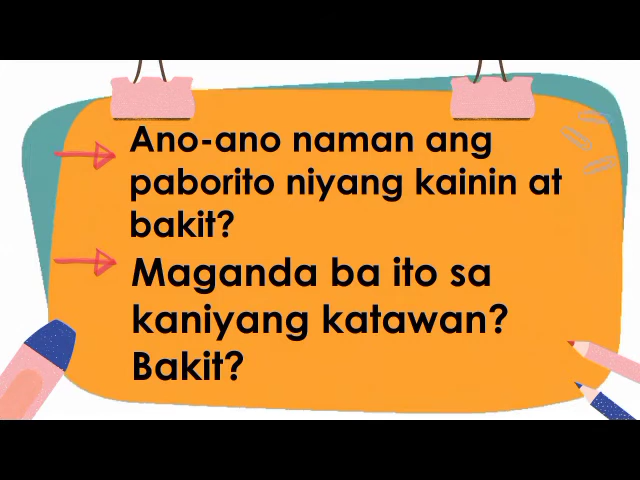 Ano-ano naman ang
paborito niyang kainin at
bakit?
Maganda ba ito sa
kaniyang katawan?
Bakit?